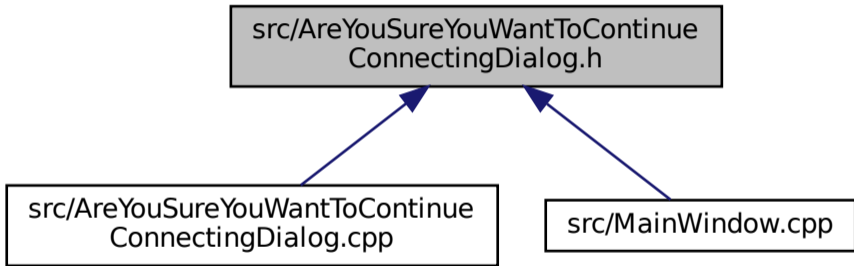 src/AreYouSureYouWantToContinue
ConnectingDialog.h
src/AreYouSureYouWantToContinue
ConnectingDialog.cpp
src/MainWindow.cpp